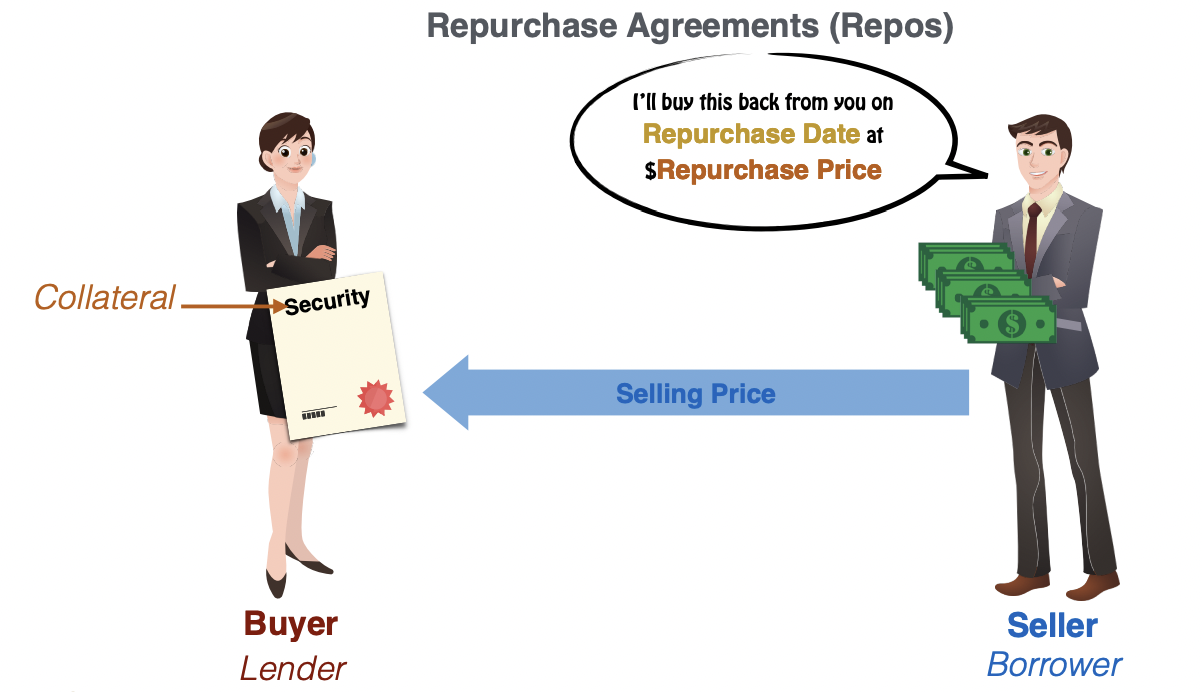 Repurchase Agreements (Repos)
I'll buy this back from you on
Repurchase Date at
$Repurchase Price
Collateral
Security
Selling Price
Buyer
Lender
Seller
Borrower